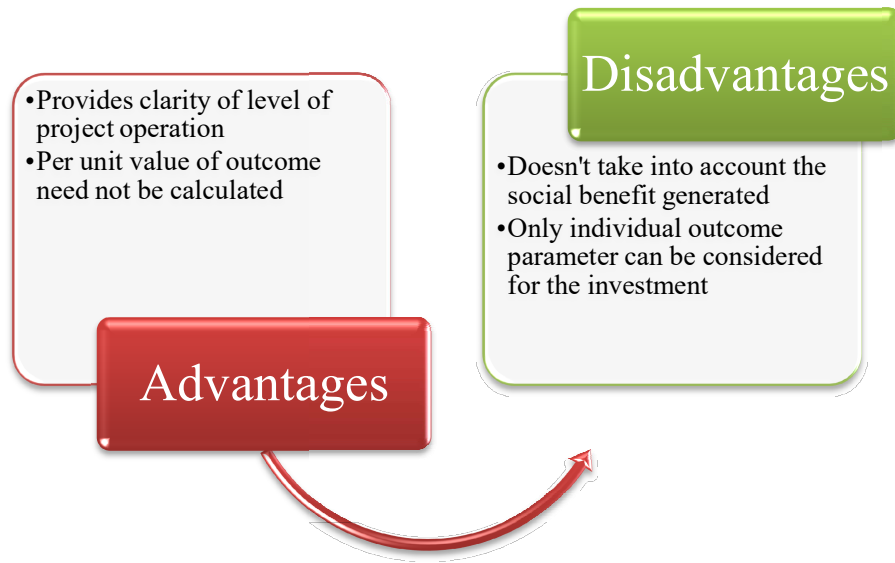 •Provides clarity of level of
project operation
•Per unit value of outcome
need not be calculated
Advantages
Disadvantages
•Doesn't take into account the
social benefit generated
•Only individual outcome
parameter can be considered
for the investment